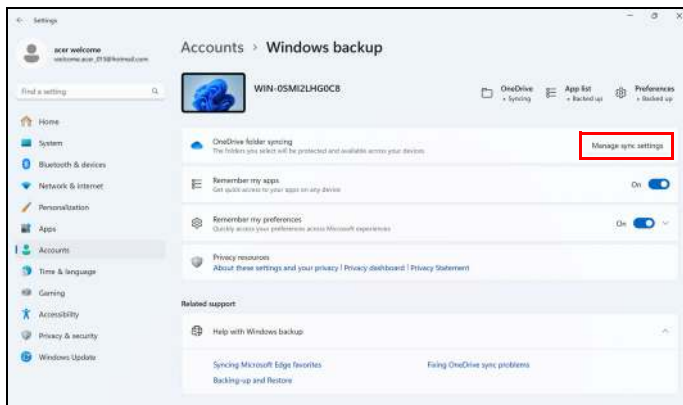 Settings
acer welcome
Find a setting
Home
System
Bluetooth & devices
Network & internet
Personalization
Apps
Accounts
Time & language
Gaming
Accessibility
Privacy & security
Windows Update
Accounts > Windows backup
WIN-0SMI2LHG0C8
OneDrive
• Syncing
App list
• Backed up
Preferences
• Backed up
OneDrive folder syncing
The folders you select will be protected and available across your devices.
Manage sync settings
Remember my apps
Get quick access to your apps on any device
On
Remember my preferences
Quickly access your preferences across Microsoft experiences
On
Privacy resources
About these settings and your privacy | Privacy dashboard | Privacy Statement
Related support
Help with Windows backup
Syncing Microsoft Edge favorites
Fixing OneDrive sync problems
Backing-up and Restore